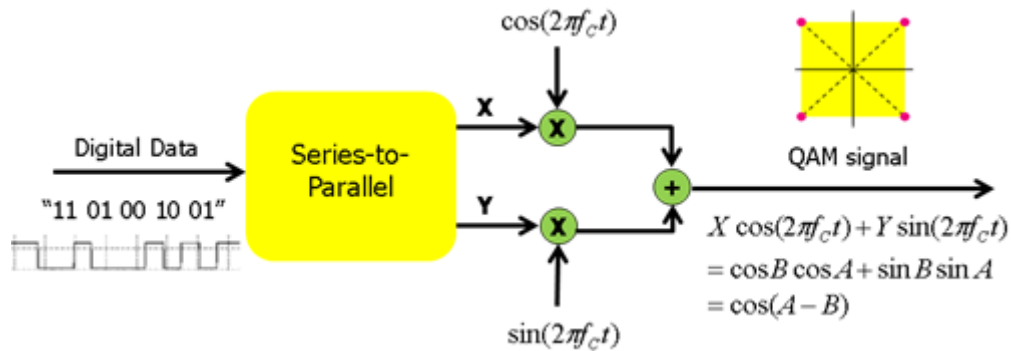 cos(2πf_C t)
X
X
Digital Data
Series-to-
Parallel
QAM signal
+
"11 01 00 10 01"
Y
X
X cos(2πf_C t) + Y sin(2πf_C t)
= cos B cos A + sin B sin A
= cos(A − B)
sin(2πf_C t)